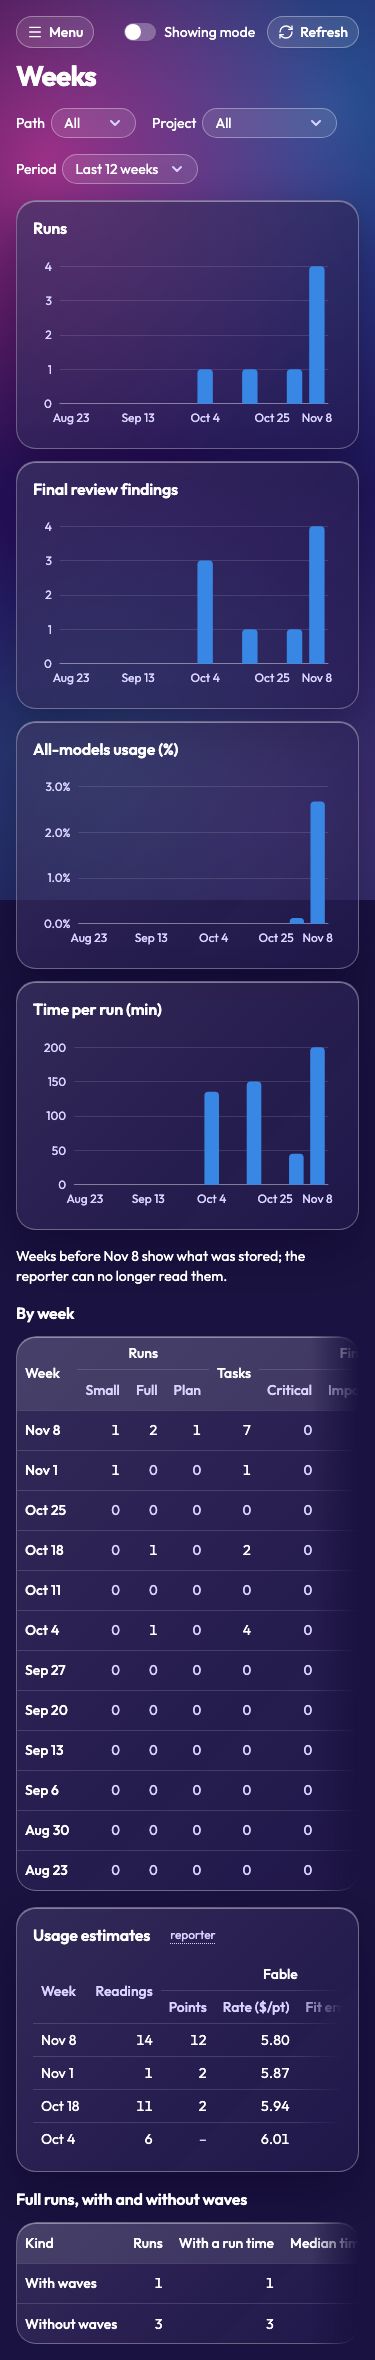 Menu Showing mode Refresh
Weeks
Path All Project All
Period Last 12 weeks
Runs
4
3
2
1
0
Aug 23 Sep 13 Oct 4 Oct 25 Nov 8
Final review findings
4
3
2
1
0
Aug 23 Sep 13 Oct 4 Oct 25 Nov 8
All-models usage (%)
3.0%
2.0%
1.0%
0.0%
Aug 23 Sep 13 Oct 4 Oct 25 Nov 8
Time per run (min)
200
150
100
50
0
Aug 23 Sep 13 Oct 4 Oct 25 Nov 8
Weeks before Nov 8 show what was stored; the
reporter can no longer read them.
By week
Runs
Week Tasks
Small Full Plan Critical
Nov 8 1 2 1 7 0
Nov 1 1 0 0 1 0
Oct 25 0 0 0 0 0
Oct 18 0 1 0 2 0
Oct 11 0 0 0 0 0
Oct 4 0 1 0 4 0
Sep 27 0 0 0 0 0
Sep 20 0 0 0 0 0
Sep 13 0 0 0 0 0
Sep 6 0 0 0 0 0
Aug 30 0 0 0 0 0
Aug 23 0 0 0 0 0
Usage estimates reporter
Fable
Week Readings
Points Rate ($/pt) Fit
Nov 8 14 12 5.80
Nov 1 1 2 5.87
Oct 18 11 2 5.94
Oct 4 6 – 6.01
Full runs, with and without waves
Kind Runs With a run time Median
With waves 1 1
Without waves 3 3